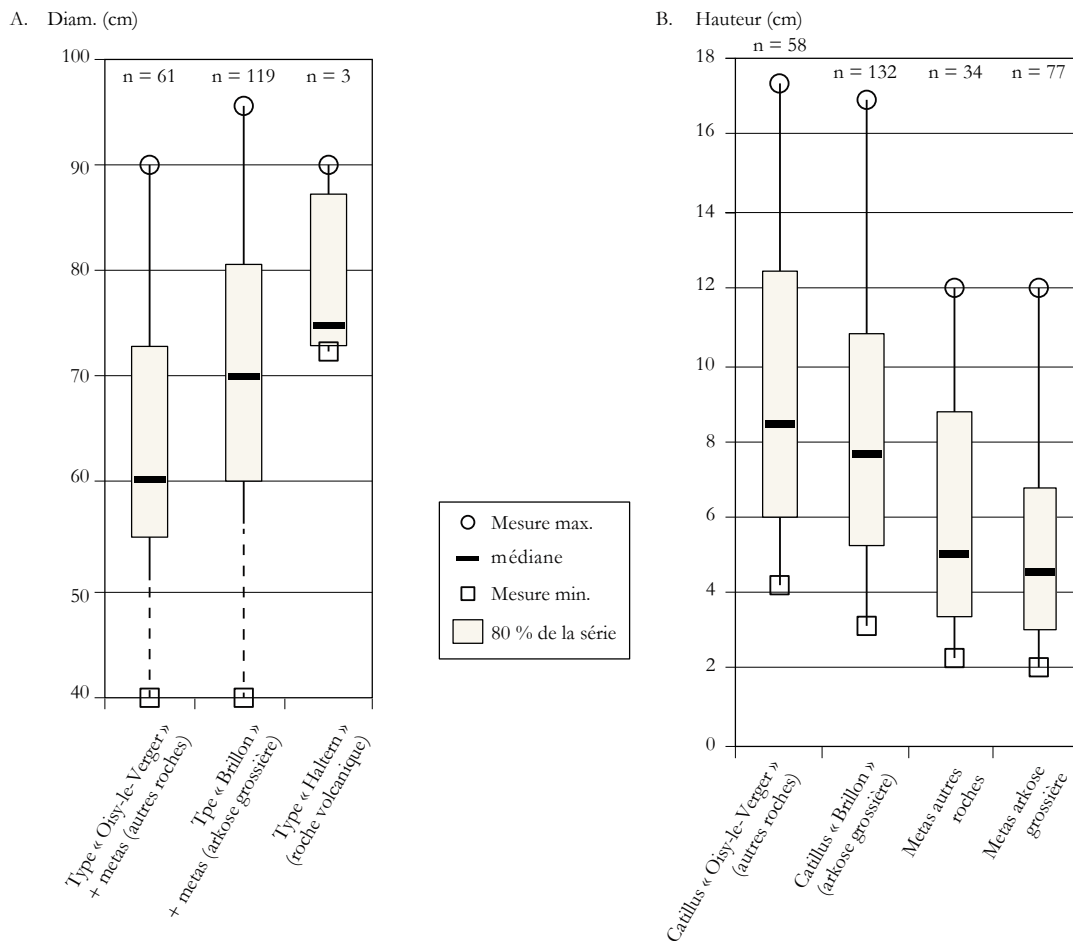 A. Diam. (cm)
100
90
80
70
60
50
40
n = 61
n = 119
n = 3
Type « Oisy-le-Verger »
+ metas (autres roches)
Tpe « Brillon »
+ metas (arkose grossière)
Type « Haltern »
(roche volcanique)
Mesure max.
médiane
Mesure min.
80 % de la série
B. Hauteur (cm)
18
16
14
12
10
8
6
4
2
0
n = 58
n = 132
n = 34
n = 77
Catillus « Oisy-le-Verger »
(autres roches)
Catillus « Brillon »
(arkose grossière)
Metas autres
roches
Metas arkose
grossière